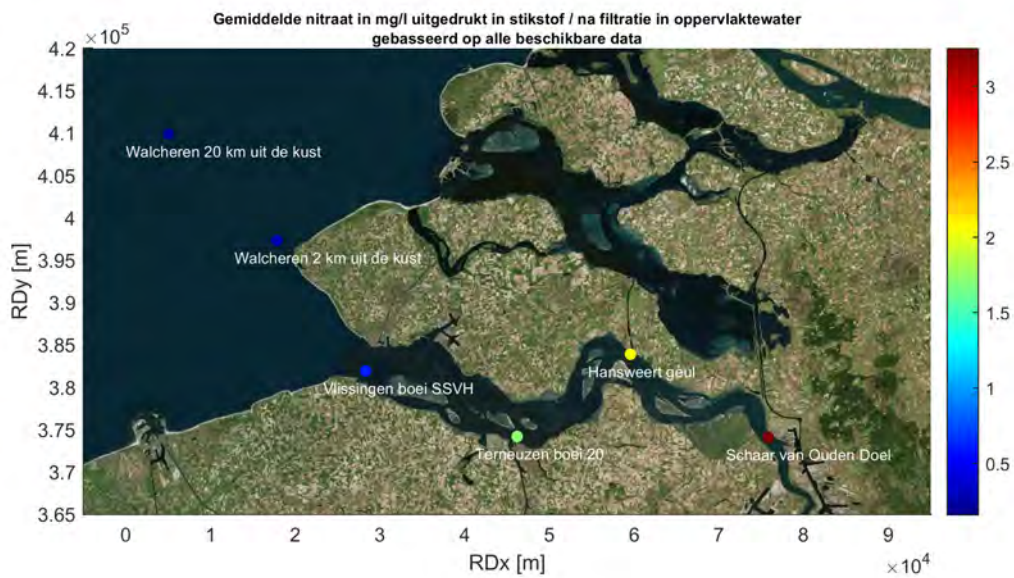 Gemiddelde nitraat in mg/l uitgedrukt in stikstof / na filtratie in oppervlaktewater
gebasseerd op alle beschikbare data
×10⁵
4.2
4.15
4.1
4.05
4
3.95
3.9
3.85
3.8
3.75
3.7
3.65
RDy [m]
Walcheren 20 km uit de kust
Walcheren 2 km uit de kust
Vlissingen boei SSVH
Hansweert geul
Terneuzen boei 20
Schaar van Ouden Doel
3
2.5
2
1.5
1
0.5
0 1 2 3 4 5 6 7 8 9
RDx [m]
×10⁴